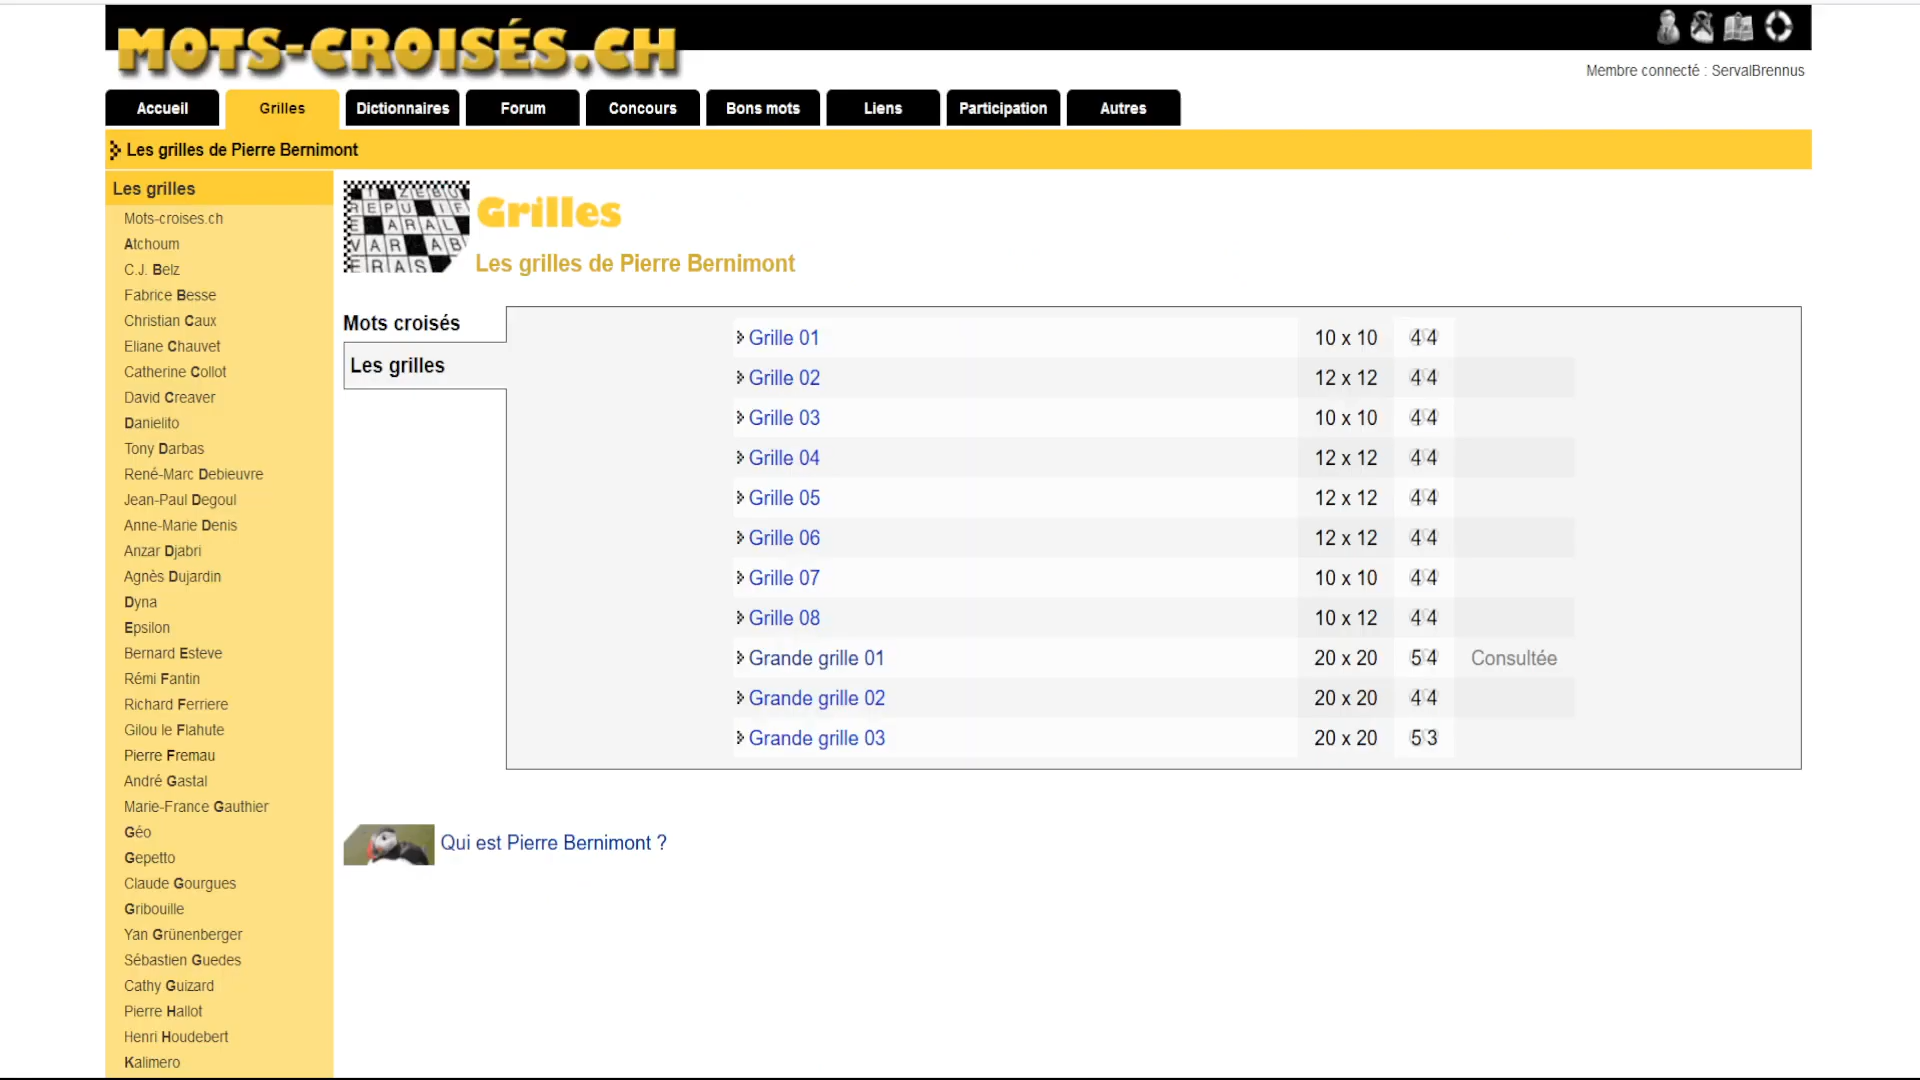 MOTS-CROISÉS.CH
Membre connecté : ServalBrennus
Accueil Grilles Dictionnaires Forum Concours Bons mots Liens Participation Autres
Les grilles de Pierre Bernimont
Les grilles
Mots-croises.ch
Atchoum
C.J. Belz
Fabrice Besse
Christian Caux
Eliane Chauvet
Catherine Collot
David Creaver
Danielito
Tony Darbas
René-Marc Debieuvre
Jean-Paul Degoul
Anne-Marie Denis
Anzar Djabri
Agnès Dujardin
Dyna
Epsilon
Bernard Esteve
Rémi Fantin
Richard Ferriere
Gilou le Flahute
Pierre Fremau
André Gastal
Marie-France Gauthier
Géo
Gepetto
Claude Gourgues
Gribouille
Yan Grünenberger
Sébastien Guedes
Cathy Guizard
Pierre Hallot
Henri Houdebert
Kalimero
Grilles
Les grilles de Pierre Bernimont
Mots croisés
Les grilles
Grille 01 10 x 10 4 4
Grille 02 12 x 12 4 4
Grille 03 10 x 10 4 4
Grille 04 12 x 12 4 4
Grille 05 12 x 12 4 4
Grille 06 12 x 12 4 4
Grille 07 10 x 10 4 4
Grille 08 10 x 12 4 4
Grande grille 01 20 x 20 5 4 Consultée
Grande grille 02 20 x 20 4 4
Grande grille 03 20 x 20 5 3
Qui est Pierre Bernimont ?